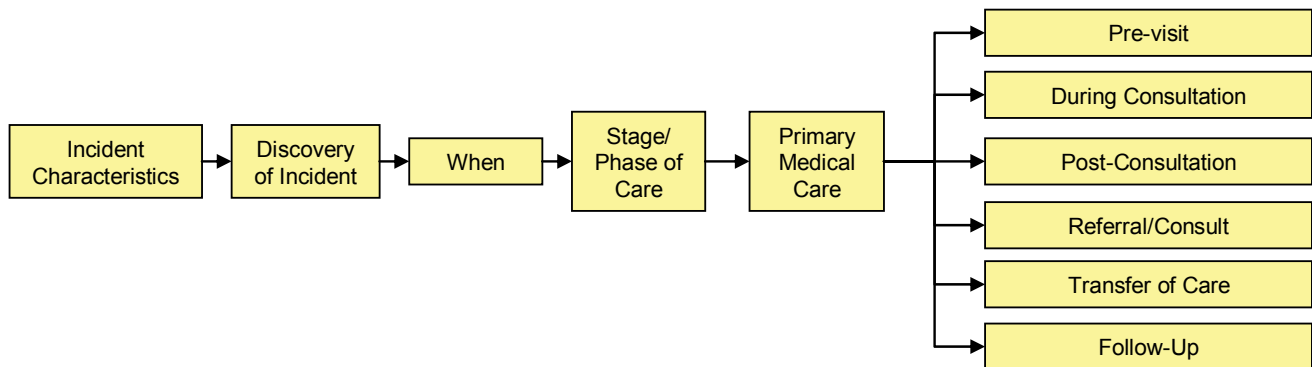 Incident
Characteristics
Discovery
of Incident
When
Stage/
Phase of
Care
Primary
Medical
Care
Pre-visit
During Consultation
Post-Consultation
Referral/Consult
Transfer of Care
Follow-Up